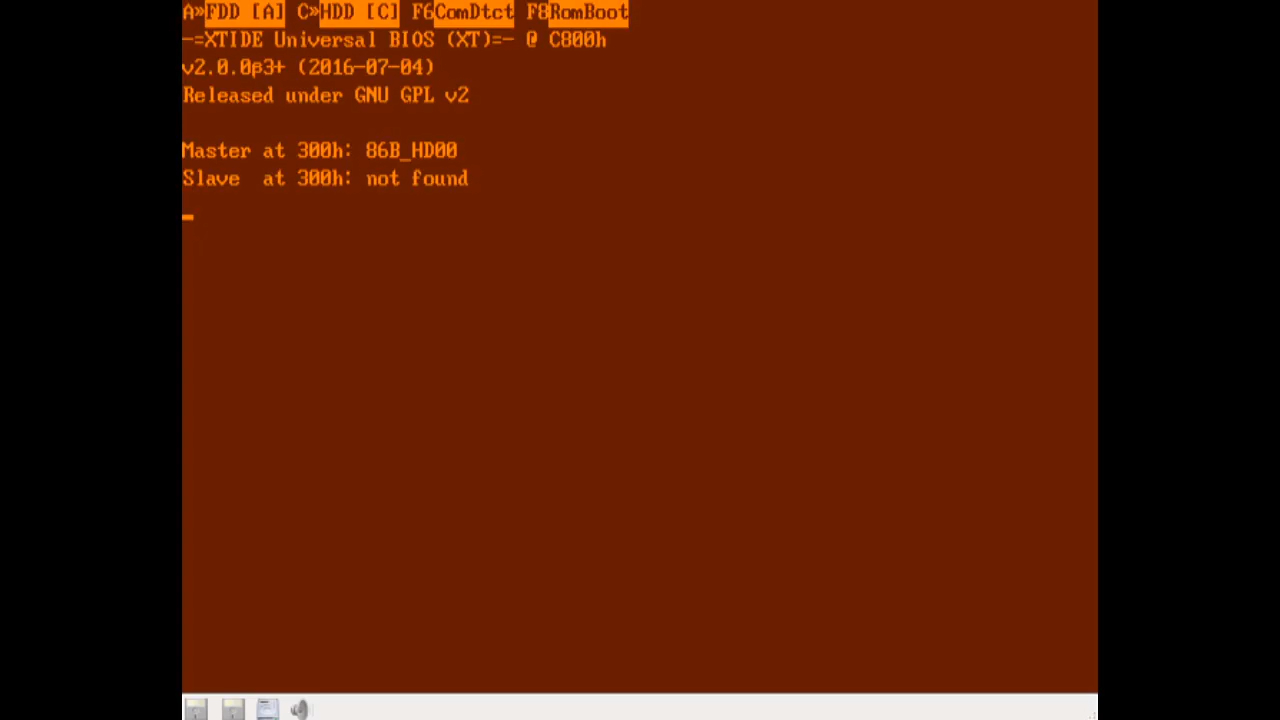 A»FDD [A] C»HDD [C] F6ComDtct F8RomBoot
-=XTIDE Universal BIOS (XT)=- @ C800h
v2.0.0β3+ (2016-07-04)
Released under GNU GPL v2
Master at 300h: 86B_HD00
Slave  at 300h: not found